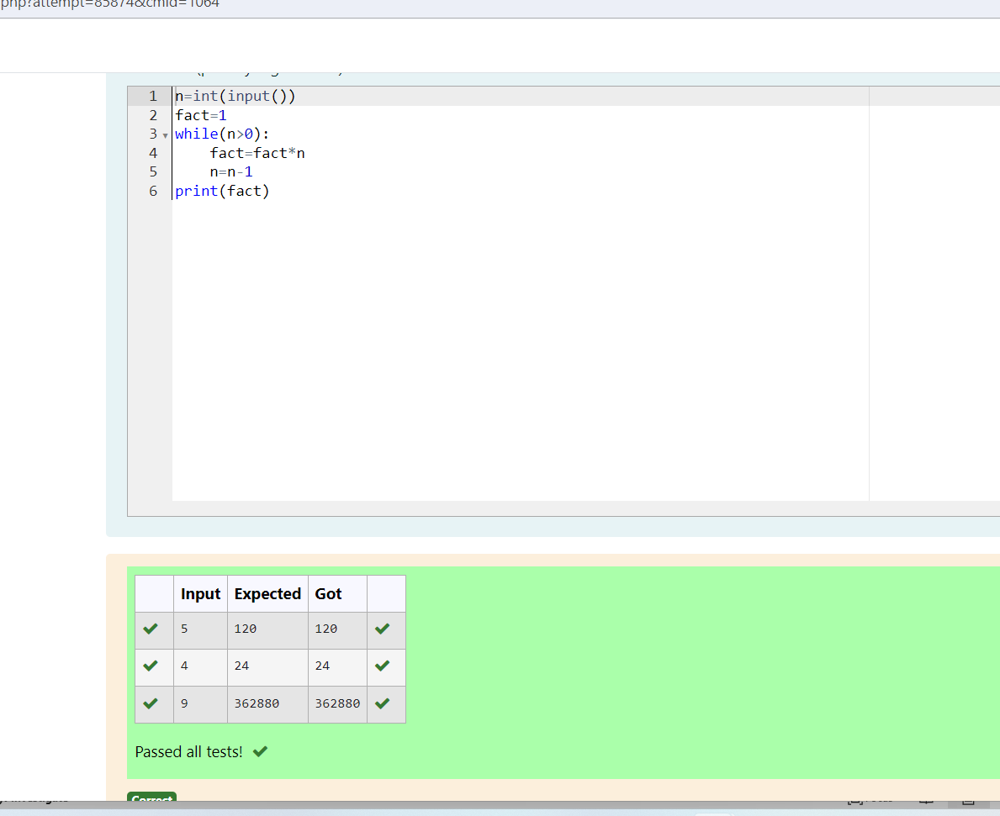 php?attempt=85874&cmid=1064
1 n=int(input())
2 fact=1
3 while(n>0):
4     fact=fact*n
5     n=n-1
6 print(fact)
Input Expected Got
5 120 120
4 24 24
9 362880 362880
Passed all tests!
Correct